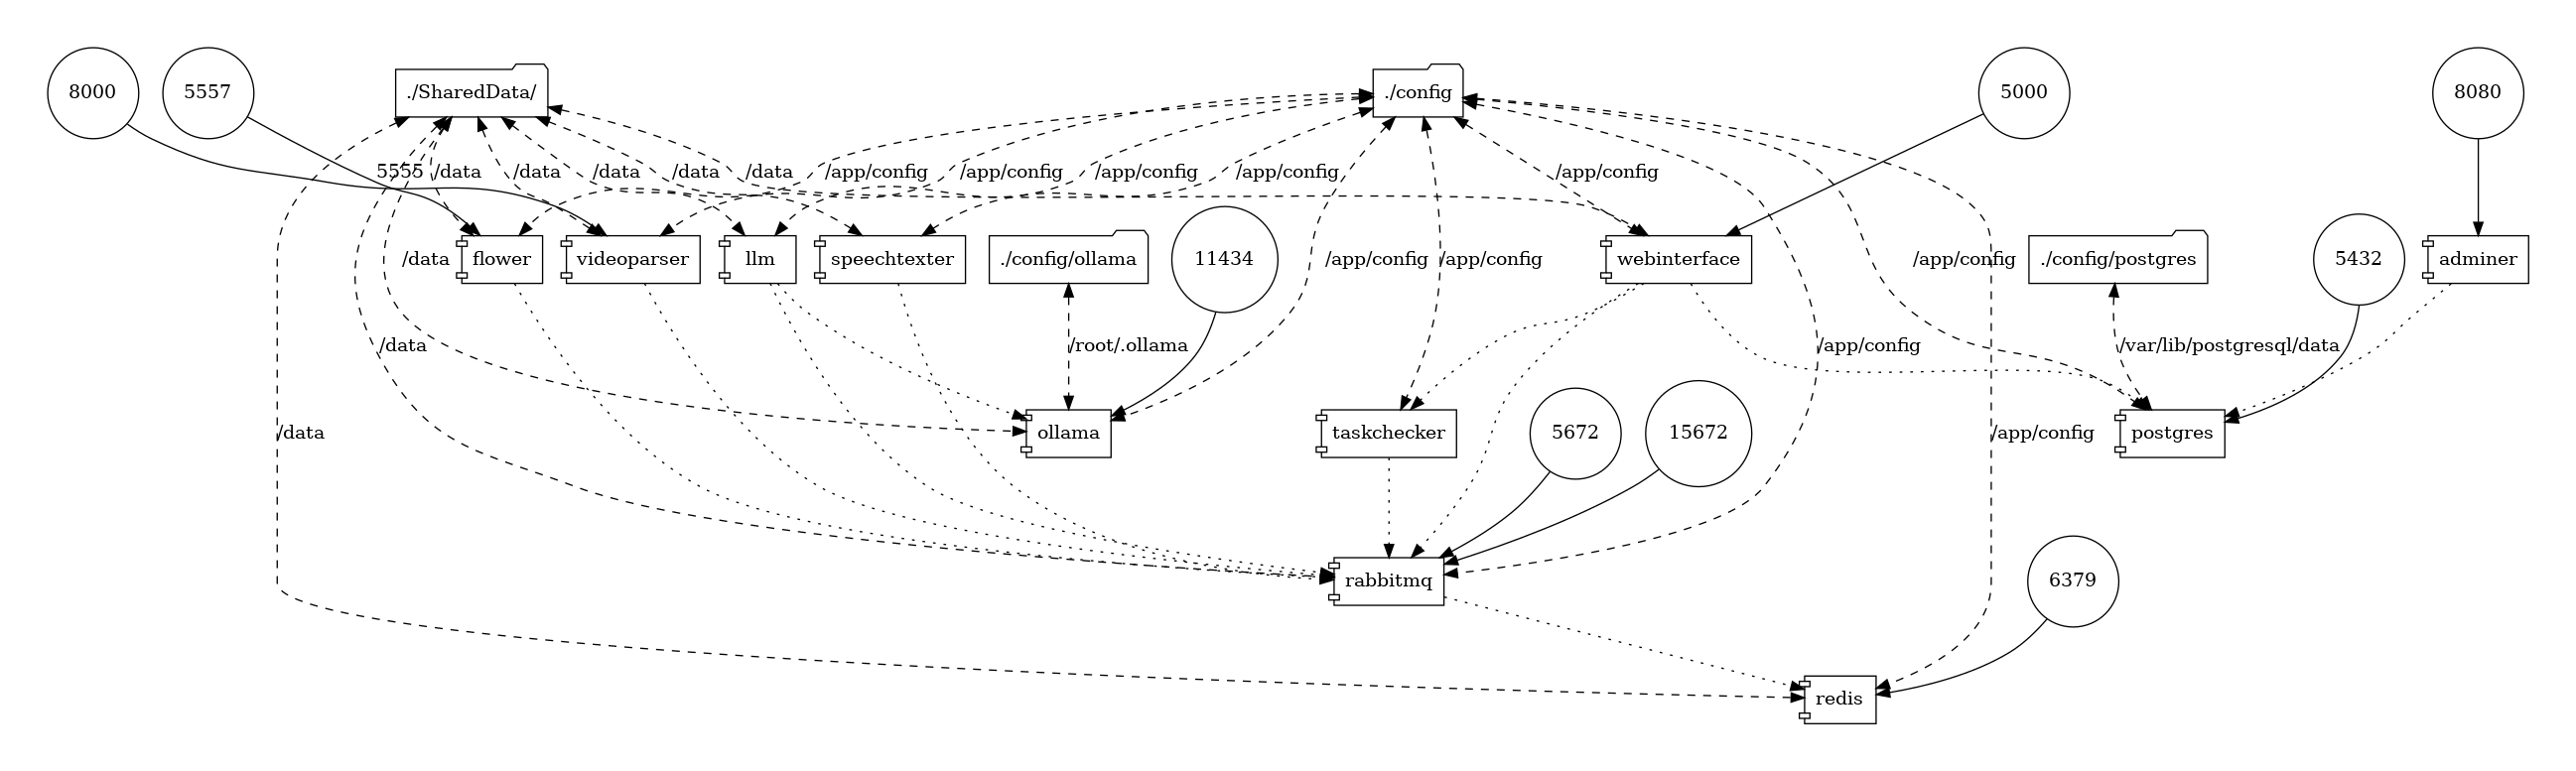 8000
5557
./SharedData/
./config
5000
8080
5555
/data
/data
/data
/data
/data
/app/config
/app/config
/app/config
/app/config
/app/config
/data
flower
videoparser
llm
speechtexter
./config/ollama
11434
/app/config
/app/config
webinterface
/app/config
./config/postgres
5432
adminer
/data
/root/.ollama
/app/config
/var/lib/postgresql/data
/data
ollama
taskchecker
5672
15672
/app/config
postgres
rabbitmq
6379
redis